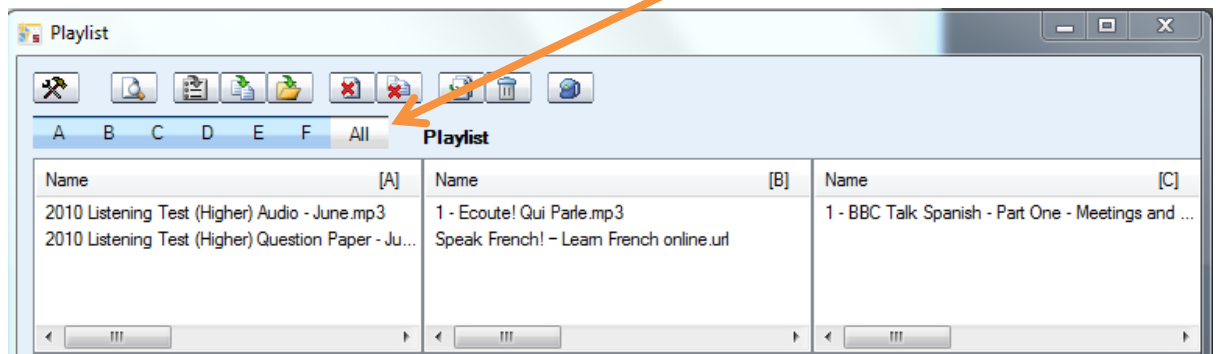 Playlist
A B C D E F All Playlist
Name [A] Name [B] Name [C]
2010 Listening Test (Higher) Audio - June.mp3 1 - Ecoute! Qui Parle.mp3 1 - BBC Talk Spanish - Part One - Meetings and ...
2010 Listening Test (Higher) Question Paper - Ju... Speak French! – Learn French online.url